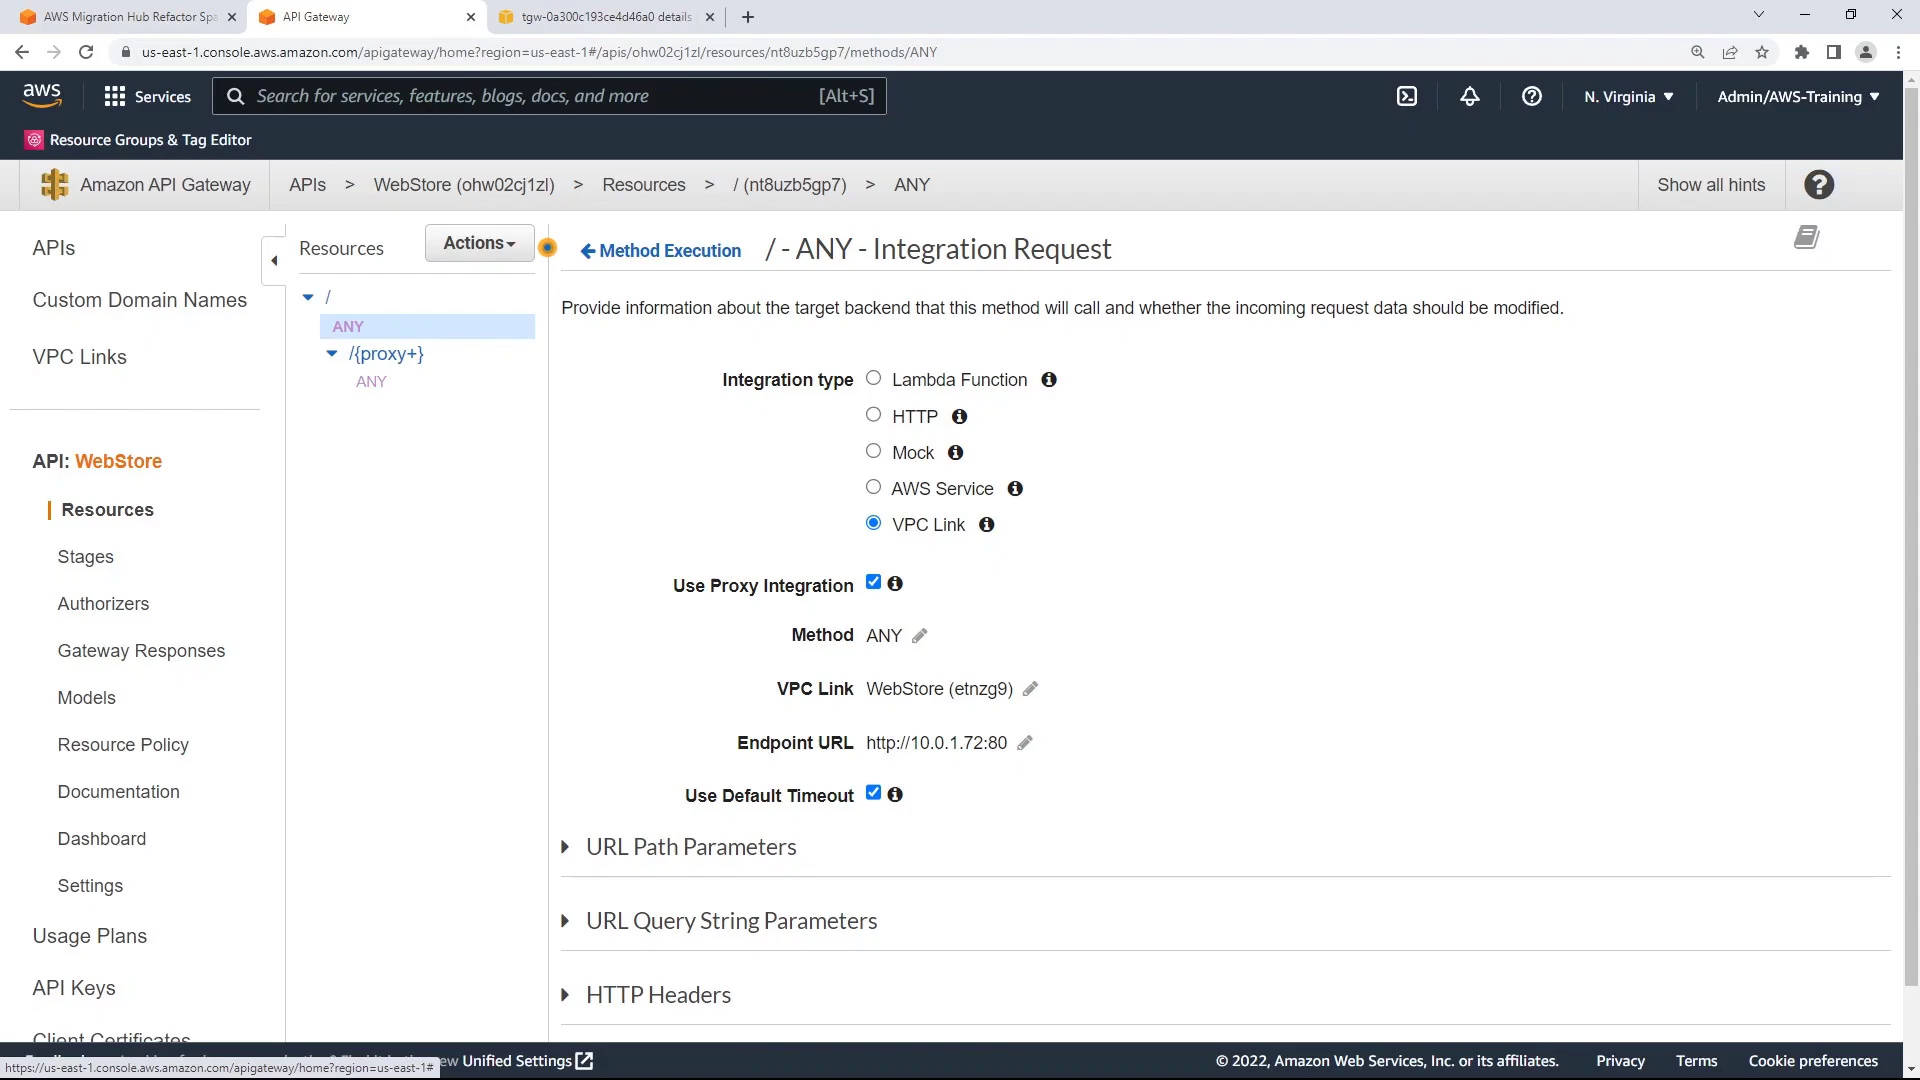 AWS Migration Hub Refactor Spa
API Gateway
tgw-0a300c193ce4d46a0 details
us-east-1.console.aws.amazon.com/apigateway/home?region=us-east-1#/apis/ohw02cj1zl/resources/nt8uzb5gp7/methods/ANY
aws
Services
Search for services, features, blogs, docs, and more
[Alt+S]
N. Virginia
Admin/AWS-Training
Resource Groups & Tag Editor
Amazon API Gateway
APIs > WebStore (ohw02cj1zl) > Resources > / (nt8uzb5gp7) > ANY
Show all hints
APIs
Custom Domain Names
VPC Links
API: WebStore
Resources
Stages
Authorizers
Gateway Responses
Models
Resource Policy
Documentation
Dashboard
Settings
Usage Plans
API Keys
Client Certificates
Resources
Actions
/
ANY
/{proxy+}
ANY
Method Execution
/ - ANY - Integration Request
Provide information about the target backend that this method will call and whether the incoming request data should be modified.
Integration type
Lambda Function
HTTP
Mock
AWS Service
VPC Link
Use Proxy Integration
Method ANY
VPC Link WebStore (etnzg9)
Endpoint URL http://10.0.1.72:80
Use Default Timeout
URL Path Parameters
URL Query String Parameters
HTTP Headers
Unified Settings
© 2022, Amazon Web Services, Inc. or its affiliates.
Privacy
Terms
Cookie preferences
https://us-east-1.console.aws.amazon.com/apigateway/home?region=us-east-1#